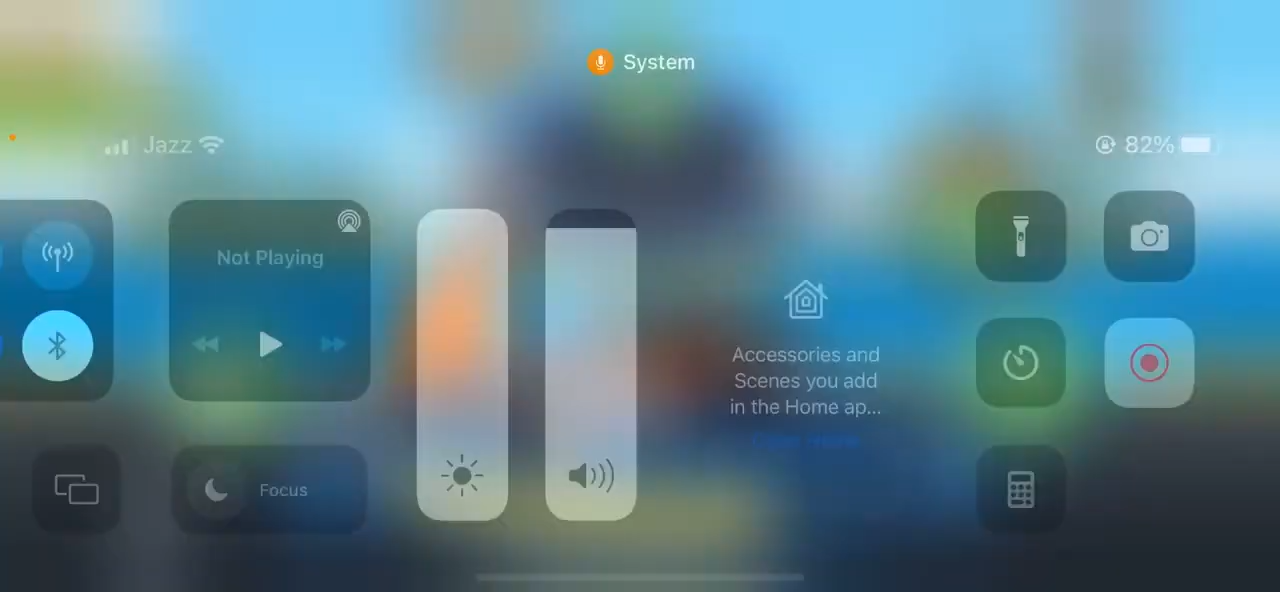 System
Jazz
82%
Not Playing
Accessories and
Scenes you add
in the Home ap...
Focus